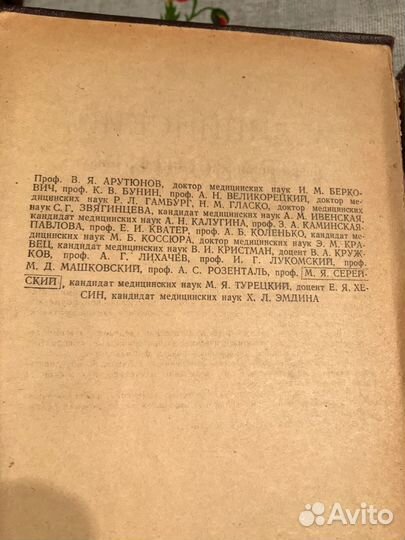 Проф. В. Я. АРУТЮНОВ, доктор медицинских наук И. М. БЕРКО-
ВИЧ, проф. К. В. БУНИН, проф. А. Н. ВЕЛИКОРЕЦКИЙ, доктор ме-
дицинских наук Р. Л. ГАМБУРГ, Н. М. ГЛАСКО, доктор медицинских
наук С. Г. ЗВЯГИНЦЕВА, кандидат медицинских наук А. М. ИВЕНСКАЯ,
кандидат медицинских наук А. Н. КАЛУГИНА, проф. З. А. КАМИНСКАЯ-
ПАВЛОВА, проф. Е. И. КВАТЕР, проф. А. В. КОЛЕНЬКО, кандидат ме-
дицинских наук М. Б. КОССЮРА, доктор медицинских наук Э. М. КРА-
ВЕЦ, кандидат медицинских наук В. И. КРИСТМАН, доцент В. А. КРУЖ-
КОВ, проф. А. Г. ЛИХАЧЕВ, проф. И. Г. ЛУКОМСКИЙ, проф.
М. Д. МАШКОВСКИЙ, проф. А. С. РОЗЕНТАЛЬ, проф. М. Я. СЕРЕЙ-
СКИЙ, кандидат медицинских наук М. Я. ТУРЕЦКИЙ, доцент Е. Я. ХЕ-
СИН, кандидат медицинских наук Х. Л. ЭМДИНА
Avito